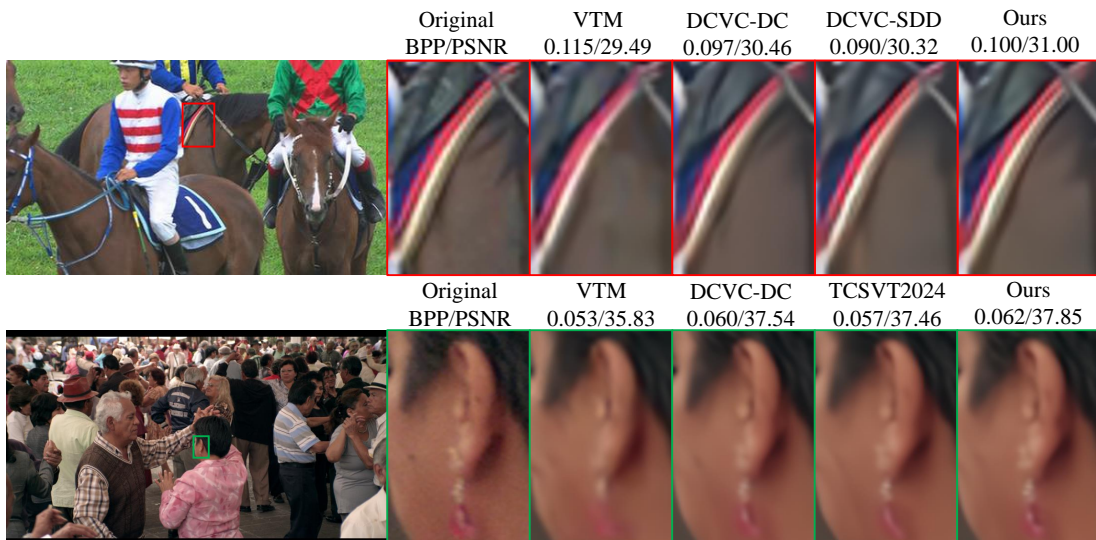 Original VTM DCVC-DC DCVC-SDD Ours
BPP/PSNR 0.115/29.49 0.097/30.46 0.090/30.32 0.100/31.00
1
Original VTM DCVC-DC TCSVT2024 Ours
BPP/PSNR 0.053/35.83 0.060/37.54 0.057/37.46 0.062/37.85